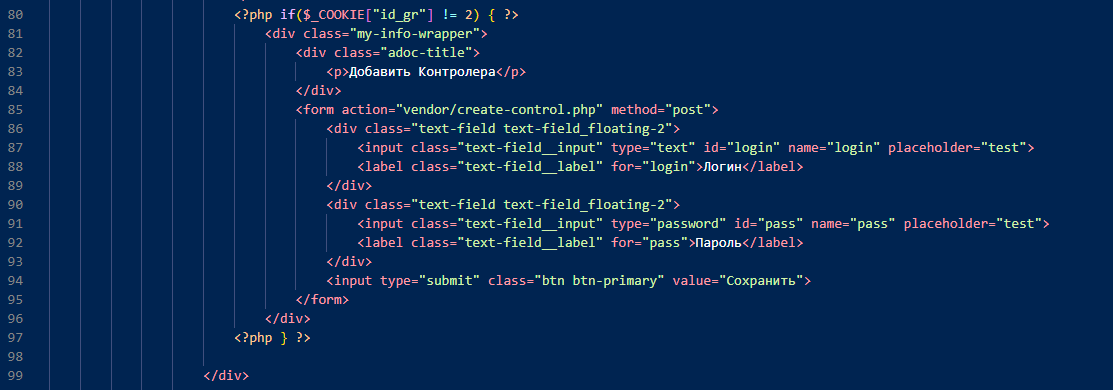 80 <?php if($_COOKIE["id_gr"] != 2) { ?>
81 <div class="my-info-wrapper">
82 <div class="adoc-title">
83 <p>Добавить Контролера</p>
84 </div>
85 <form action="vendor/create-control.php" method="post">
86 <div class="text-field text-field_floating-2">
87 <input class="text-field__input" type="text" id="login" name="login" placeholder="test">
88 <label class="text-field__label" for="login">Логин</label>
89 </div>
90 <div class="text-field text-field_floating-2">
91 <input class="text-field__input" type="password" id="pass" name="pass" placeholder="test">
92 <label class="text-field__label" for="pass">Пароль</label>
93 </div>
94 <input type="submit" class="btn btn-primary" value="Сохранить">
95 </form>
96 </div>
97 <?php } ?>
98
99 </div>